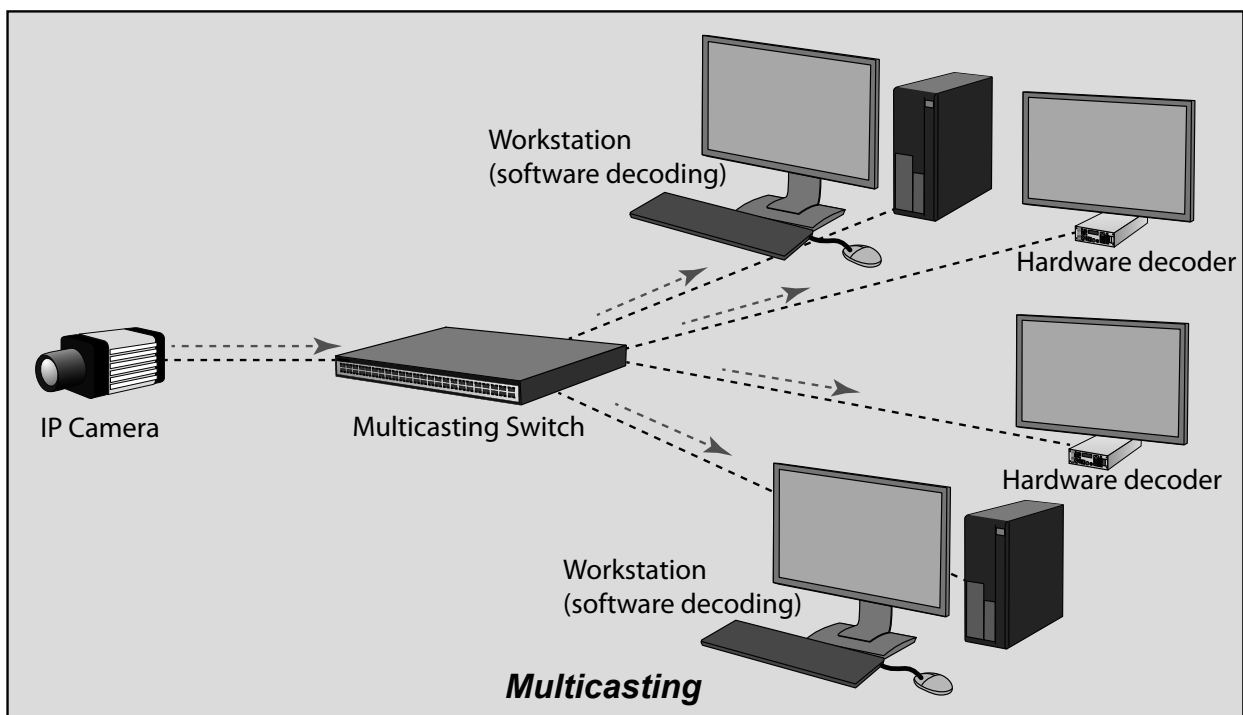 Workstation
(software decoding)
Hardware decoder
IP Camera
Multicasting Switch
Hardware decoder
Workstation
(software decoding)
Multicasting